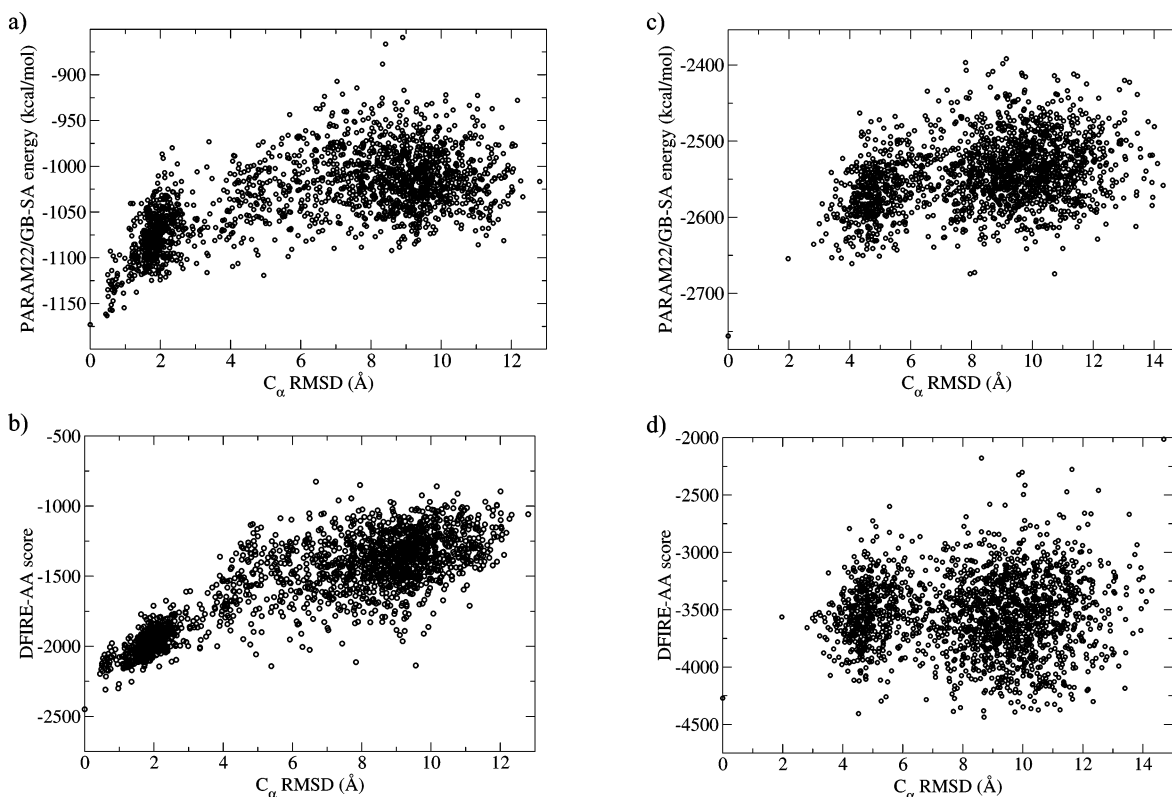 a)
PARAM22/GB-SA energy (kcal/mol)
-900
-950
-1000
-1050
-1100
-1150
0 2 4 6 8 10 12
Cα RMSD (Å)
b)
DFIRE-AA score
-500
-1000
-1500
-2000
-2500
0 2 4 6 8 10 12
Cα RMSD (Å)
c)
PARAM22/GB-SA energy (kcal/mol)
-2400
-2500
-2600
-2700
0 2 4 6 8 10 12 14
Cα RMSD (Å)
d)
DFIRE-AA score
-2000
-2500
-3000
-3500
-4000
-4500
0 2 4 6 8 10 12 14
Cα RMSD (Å)